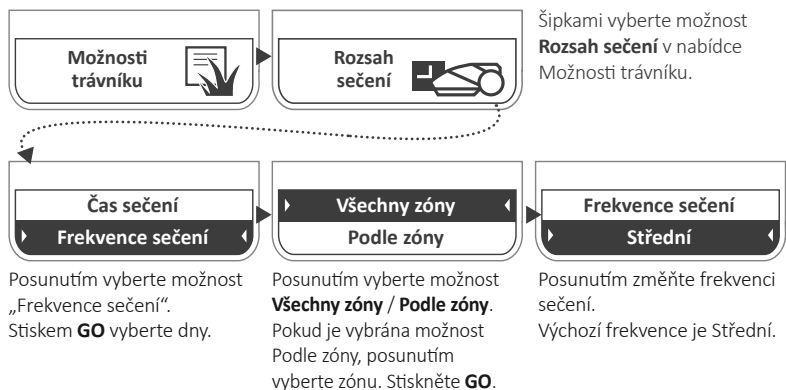 Možnosti
trávníku
Rozsah
sečení
Šipkami vyberte možnost
Rozsah sečení v nabídce
Možnosti trávníku.
Čas sečení
Frekvence sečení
Posunutím vyberte možnost
„Frekvence sečení“.
Stiskem GO vyberte dny.
Všechny zóny
Podle zóny
Posunutím vyberte možnost
Všechny zóny / Podle zóny.
Pokud je vybrána možnost
Podle zóny, posunutím
vyberte zónu. Stiskněte GO.
Frekvence sečení
Střední
Posunutím změňte frekvenci
sečení.
Výchozí frekvence je Střední.